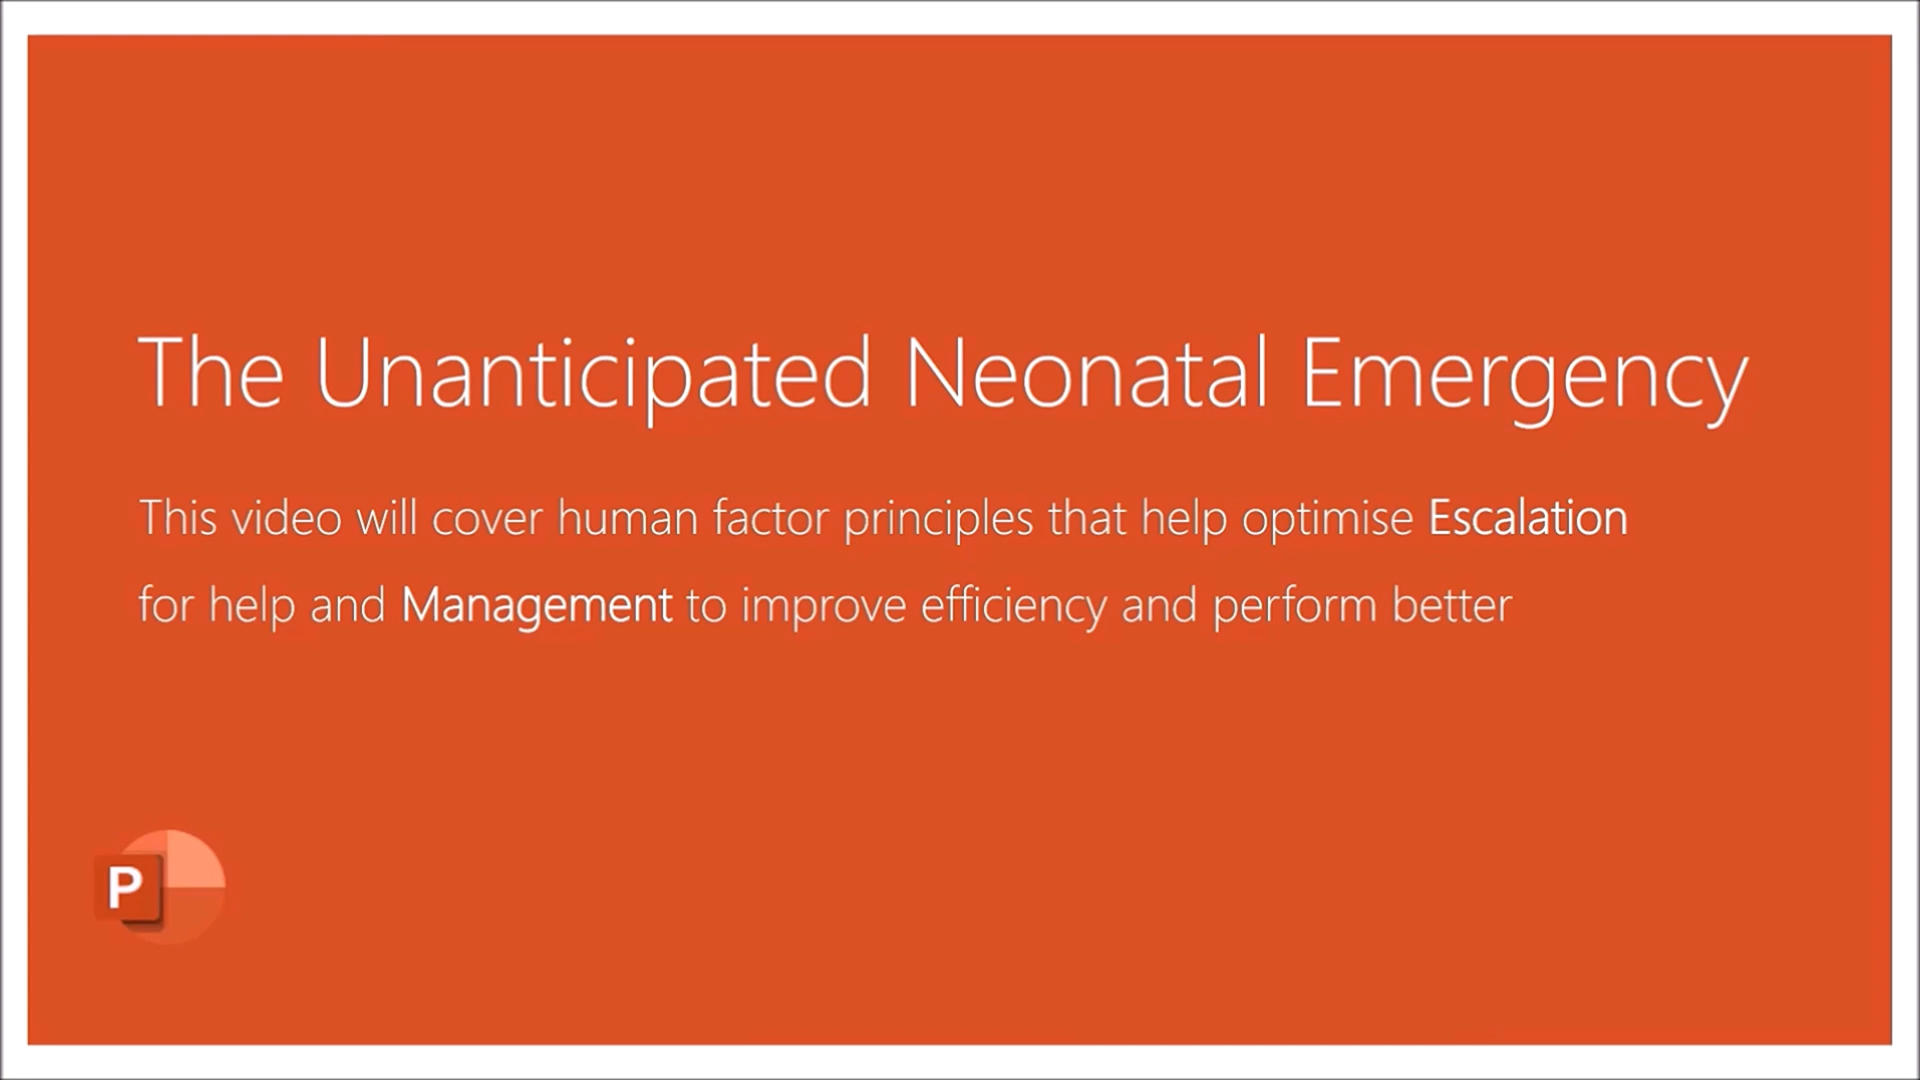 The Unanticipated Neonatal Emergency
This video will cover human factor principles that help optimise Escalation
for help and Management to improve efficiency and perform better
P